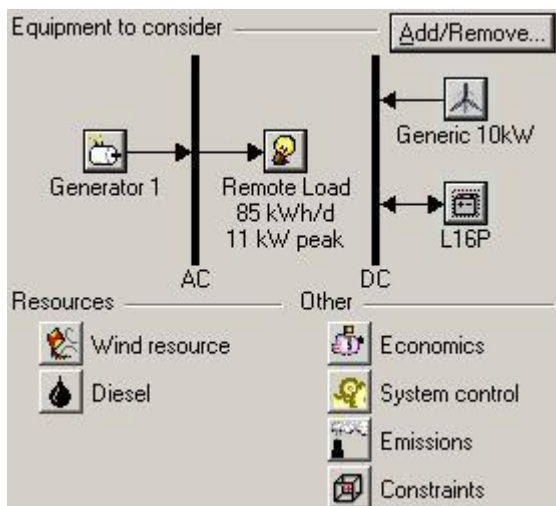 Equipment to consider
Add/Remove...
Generator 1
Remote Load
85 kWh/d
11 kW peak
Generic 10kW
L16P
AC
DC
Resources
Other
Wind resource
Diesel
Economics
System control
Emissions
Constraints